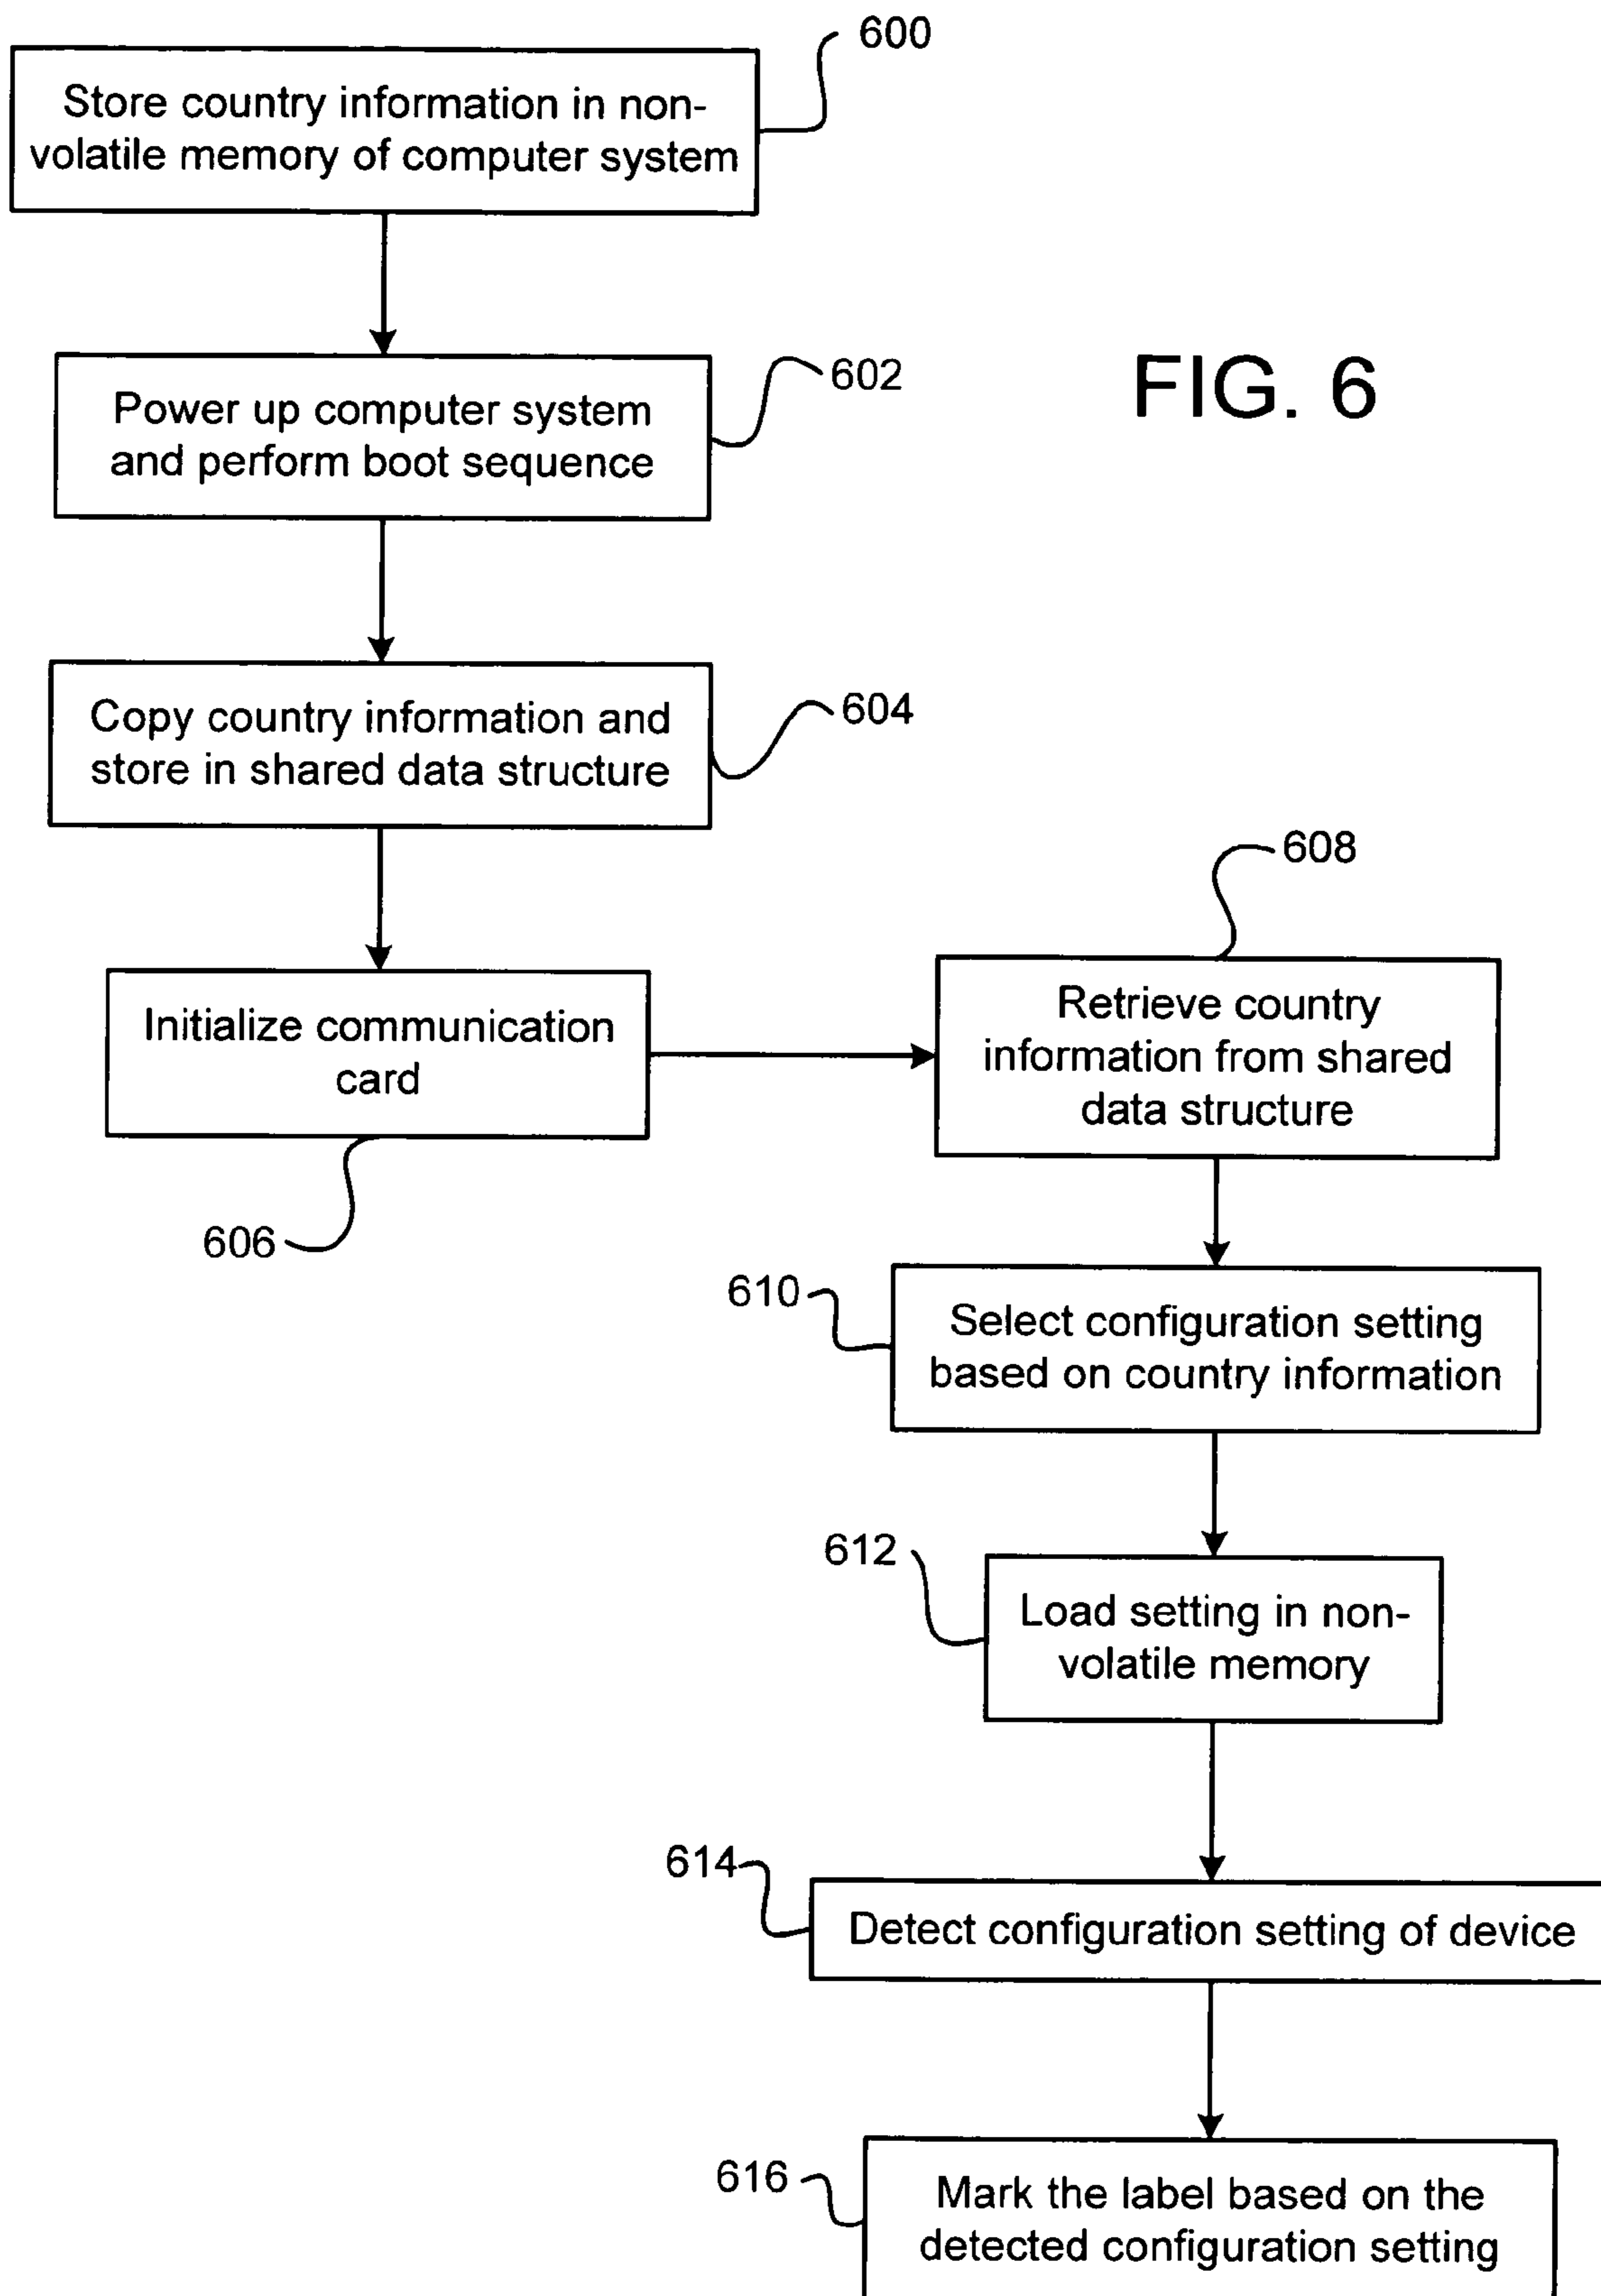 600
Store country information in non-
volatile memory of computer system
602
Power up computer system
and perform boot sequence
FIG. 6
604
Copy country information and
store in shared data structure
606
Initialize communication
card
608
Retrieve country
information from shared
data structure
610
Select configuration setting
based on country information
612
Load setting in non-
volatile memory
614
Detect configuration setting of device
616
Mark the label based on the
detected configuration setting